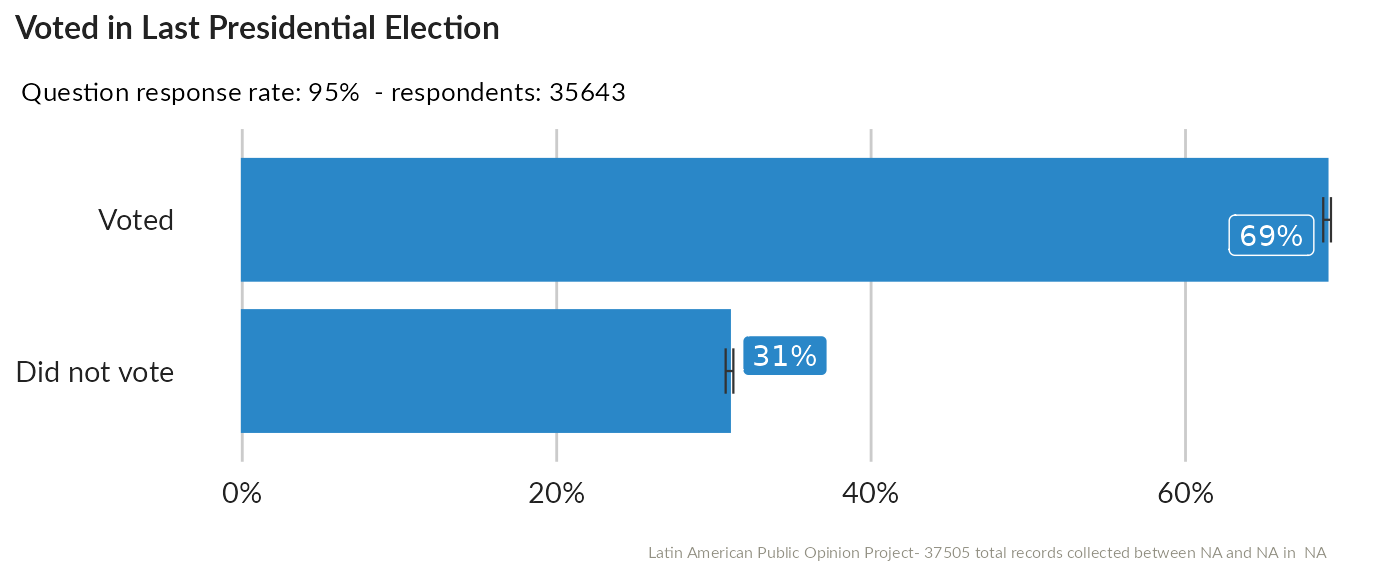 Voted in Last Presidential Election
Question response rate: 95%  - respondents: 35643
Voted
69%
31%
Did not vote
0%
20%
40%
60%
Latin American Public Opinion Project- 37505 total records collected between NA and NA in  NA